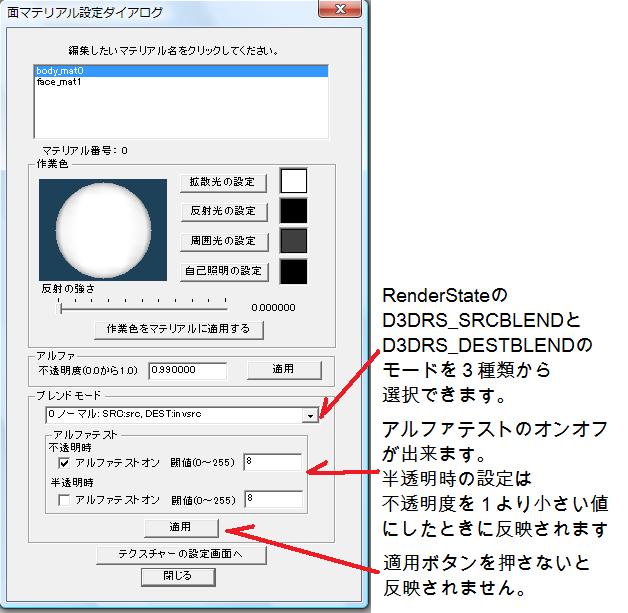 面マテリアル設定ダイアログ
編集したいマテリアル名をクリックしてください。
body_mat0
face_mat1
マテリアル番号: 0
作業色
拡散光の設定
反射光の設定
周囲光の設定
自己照明の設定
反射の強さ
0.000000
作業色をマテリアルに適用する
アルファ
不透明度(0.0から1.0)
0.990000
適用
ブレンドモード
0 ノーマル: SRC:src, DEST:invsrc
アルファテスト
不透明時
アルファテストオン 閾値(0～255) 8
半透明時
アルファテストオン 閾値(0～255) 8
適用
テクスチャーの設定画面へ
閉じる
RenderStateの
D3DRS_SRCBLENDと
D3DRS_DESTBLENDの
モードを３種類から
選択できます。
アルファテストのオンオフ
が出来ます。
半透明時の設定は
不透明度を１より小さい値
にしたときに反映されます
適用ボタンを押さないと
反映されません。